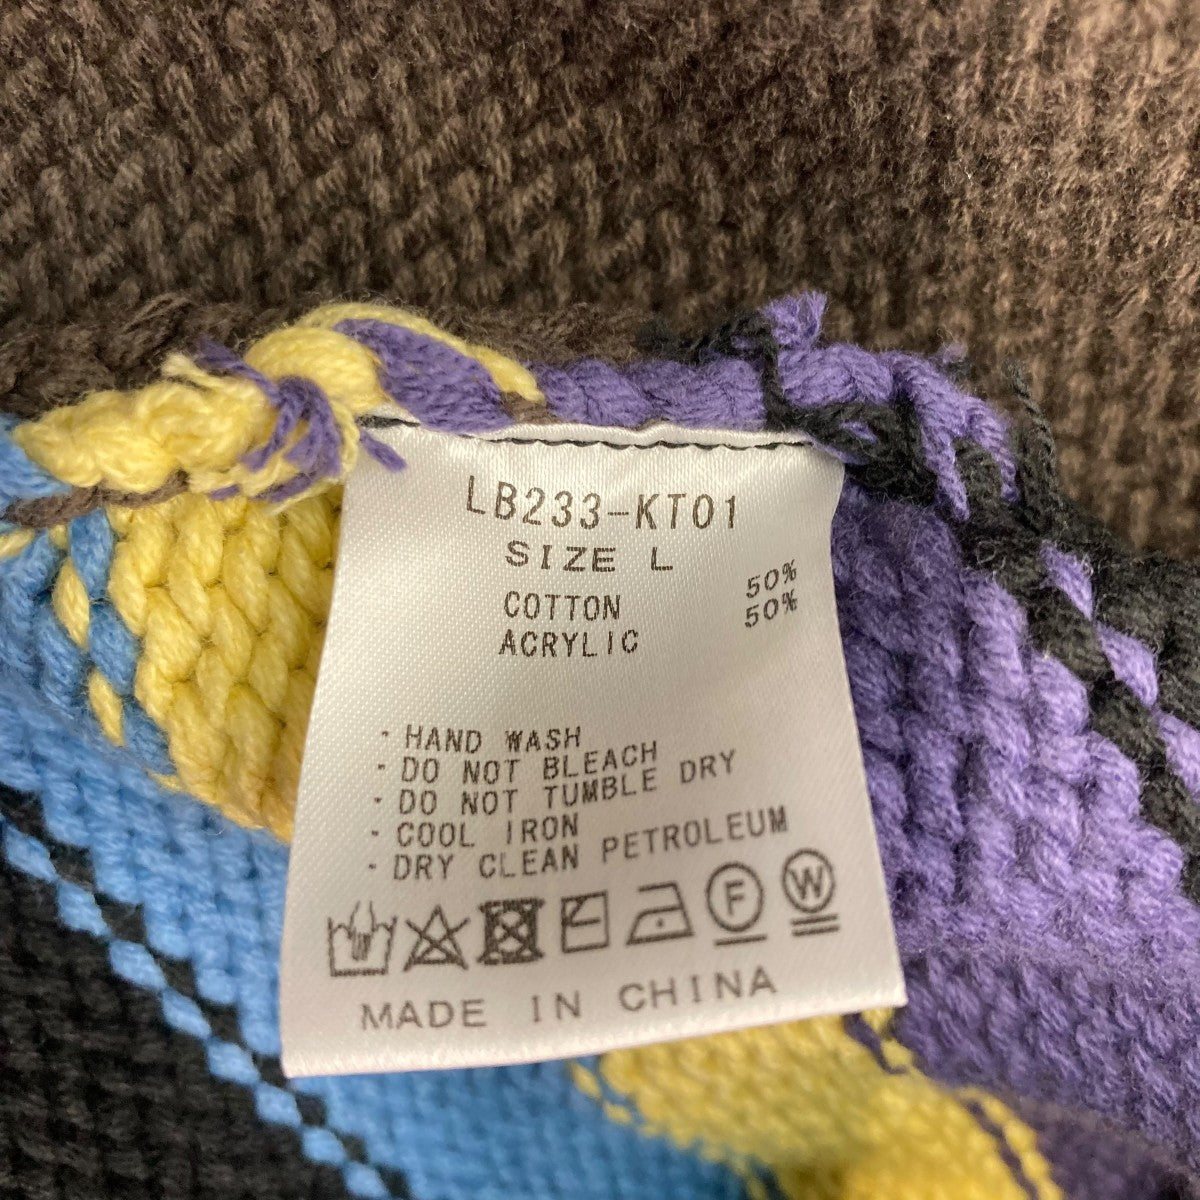 LB233-KT01
SIZE L
COTTON 50%
ACRYLIC 50%
・HAND WASH
・DO NOT BLEACH
・DO NOT TUMBLE DRY
・COOL IRON
・DRY CLEAN PETROLEUM
F W
MADE IN CHINA